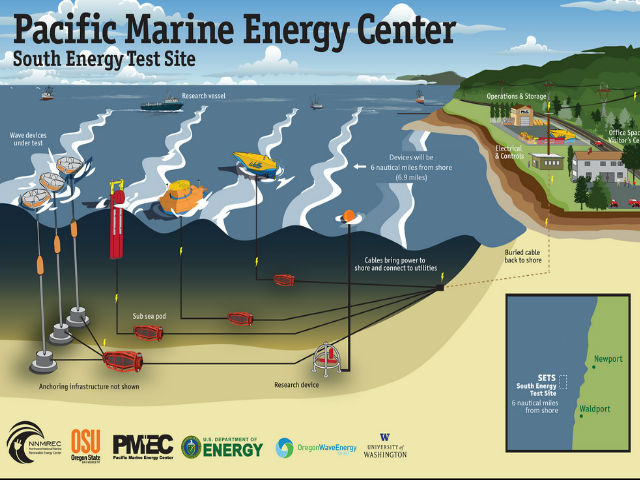 Pacific Marine Energy Center
South Energy Test Site
Research vessel
Operations & Storage
Wave devices
under test
Electrical
& Controls
Office Spac
Visitor's Ce
Devices will be
6 nautical miles from shore
(6.9 miles)
Cables bring power to
shore and connect to utilities
Buried cable
back to shore
Sub sea pod
Anchoring infrastructure not shown
Research device
Newport
SETS
South Energy
Test Site
6 nautical miles
from shore
Waldport
NNMREC
OSU
Oregon State
UNIVERSITY
PMEC
Pacific Marine Energy Center
U.S. DEPARTMENT OF
ENERGY
OregonWaveEnergy
W
UNIVERSITY of
WASHINGTON